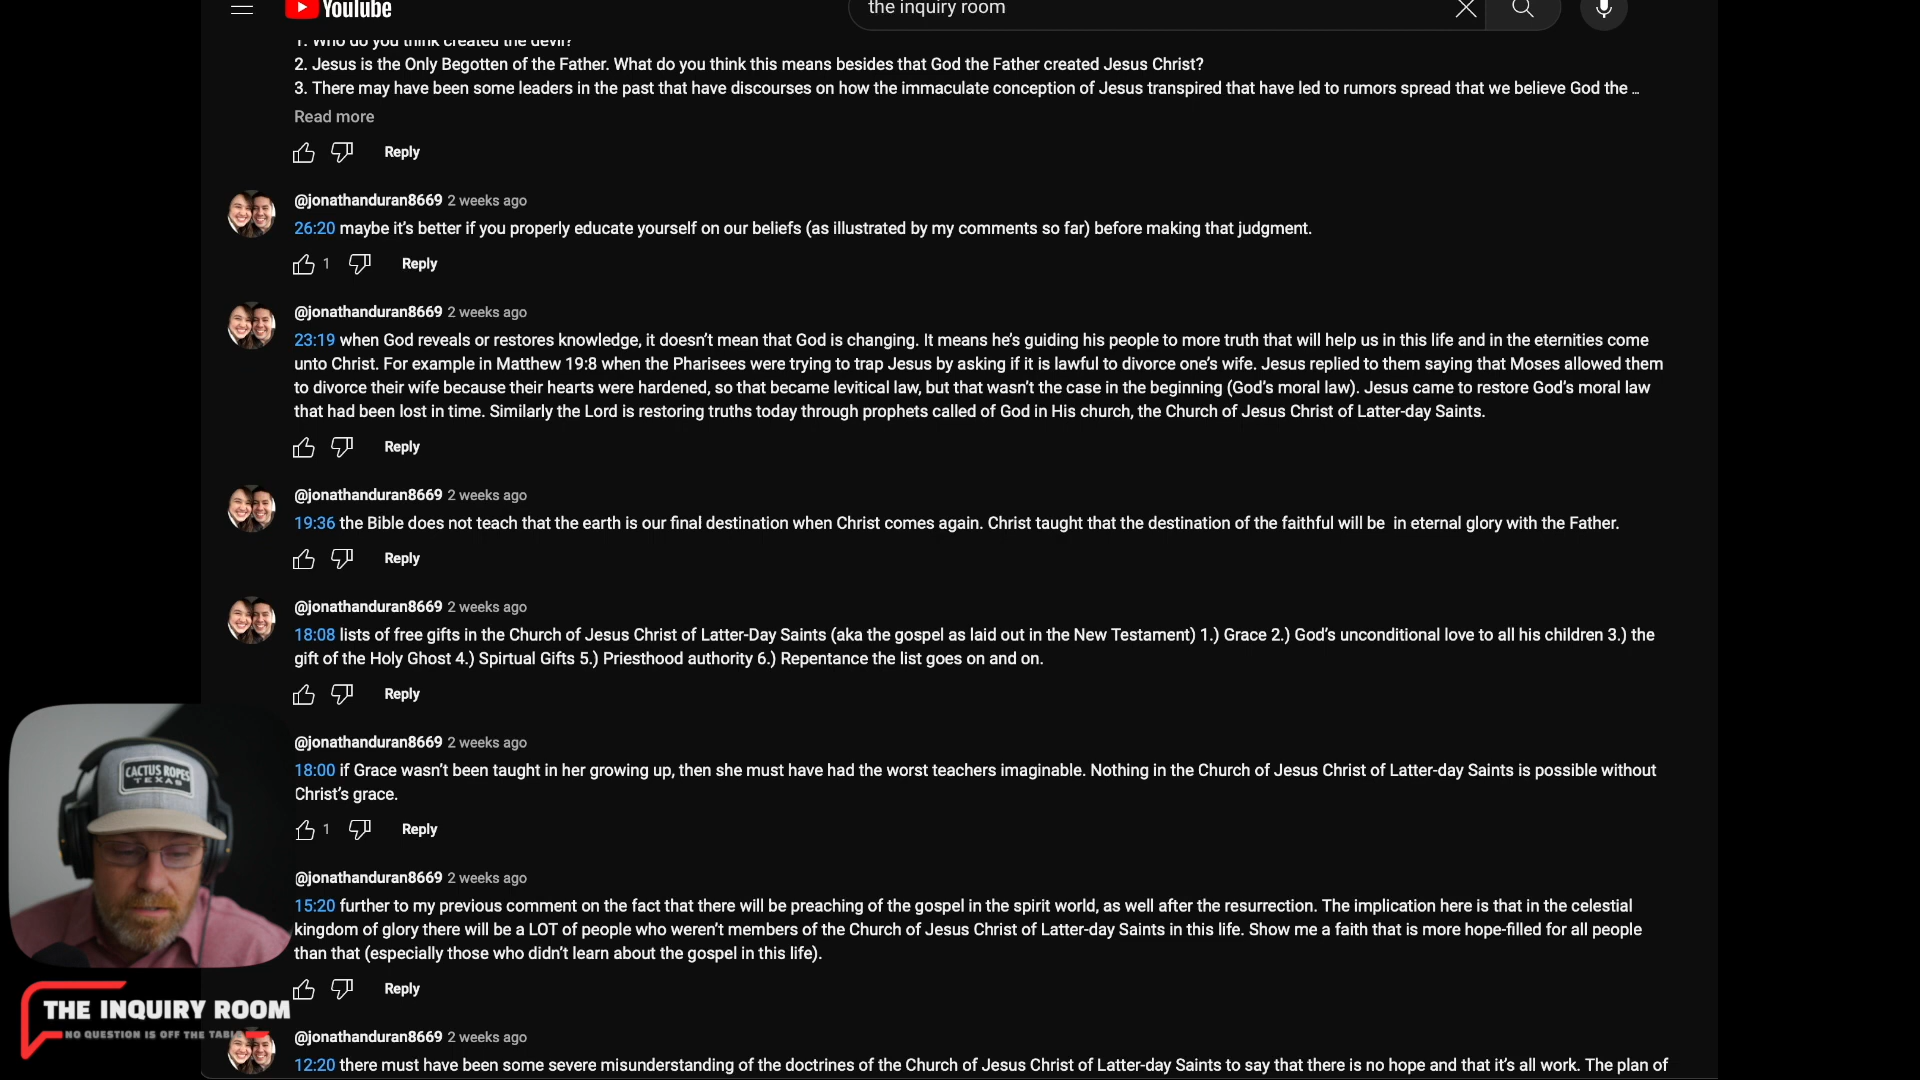 YouTube
the inquiry room
1. Who do you think created the devil?
2. Jesus is the Only Begotten of the Father. What do you think this means besides that God the Father created Jesus Christ?
3. There may have been some leaders in the past that have discourses on how the immaculate conception of Jesus transpired that have led to rumors spread that we believe God the ...
Read more
Reply
@jonathanduran8669 2 weeks ago
26:20 maybe it's better if you properly educate yourself on our beliefs (as illustrated by my comments so far) before making that judgment.
1 Reply
@jonathanduran8669 2 weeks ago
23:19 when God reveals or restores knowledge, it doesn't mean that God is changing. It means he's guiding his people to more truth that will help us in this life and in the eternities come
unto Christ. For example in Matthew 19:8 when the Pharisees were trying to trap Jesus by asking if it is lawful to divorce one's wife. Jesus replied to them saying that Moses allowed them
to divorce their wife because their hearts were hardened, so that became levitical law, but that wasn't the case in the beginning (God's moral law). Jesus came to restore God's moral law
that had been lost in time. Similarly the Lord is restoring truths today through prophets called of God in His church, the Church of Jesus Christ of Latter-day Saints.
Reply
@jonathanduran8669 2 weeks ago
19:36 the Bible does not teach that the earth is our final destination when Christ comes again. Christ taught that the destination of the faithful will be in eternal glory with the Father.
Reply
@jonathanduran8669 2 weeks ago
18:08 lists of free gifts in the Church of Jesus Christ of Latter-Day Saints (aka the gospel as laid out in the New Testament) 1.) Grace 2.) God's unconditional love to all his children 3.) the
gift of the Holy Ghost 4.) Spirtual Gifts 5.) Priesthood authority 6.) Repentance the list goes on and on.
Reply
@jonathanduran8669 2 weeks ago
18:00 if Grace wasn't been taught in her growing up, then she must have had the worst teachers imaginable. Nothing in the Church of Jesus Christ of Latter-day Saints is possible without
Christ's grace.
1 Reply
@jonathanduran8669 2 weeks ago
15:20 further to my previous comment on the fact that there will be preaching of the gospel in the spirit world, as well after the resurrection. The implication here is that in the celestial
kingdom of glory there will be a LOT of people who weren't members of the Church of Jesus Christ of Latter-day Saints in this life. Show me a faith that is more hope-filled for all people
than that (especially those who didn't learn about the gospel in this life).
Reply
@jonathanduran8669 2 weeks ago
12:20 there must have been some severe misunderstanding of the doctrines of the Church of Jesus Christ of Latter-day Saints to say that there is no hope and that it's all work. The plan of
CACTUS ROPES
TEXAS
THE INQUIRY ROOM
NO QUESTION IS OFF THE TABLE